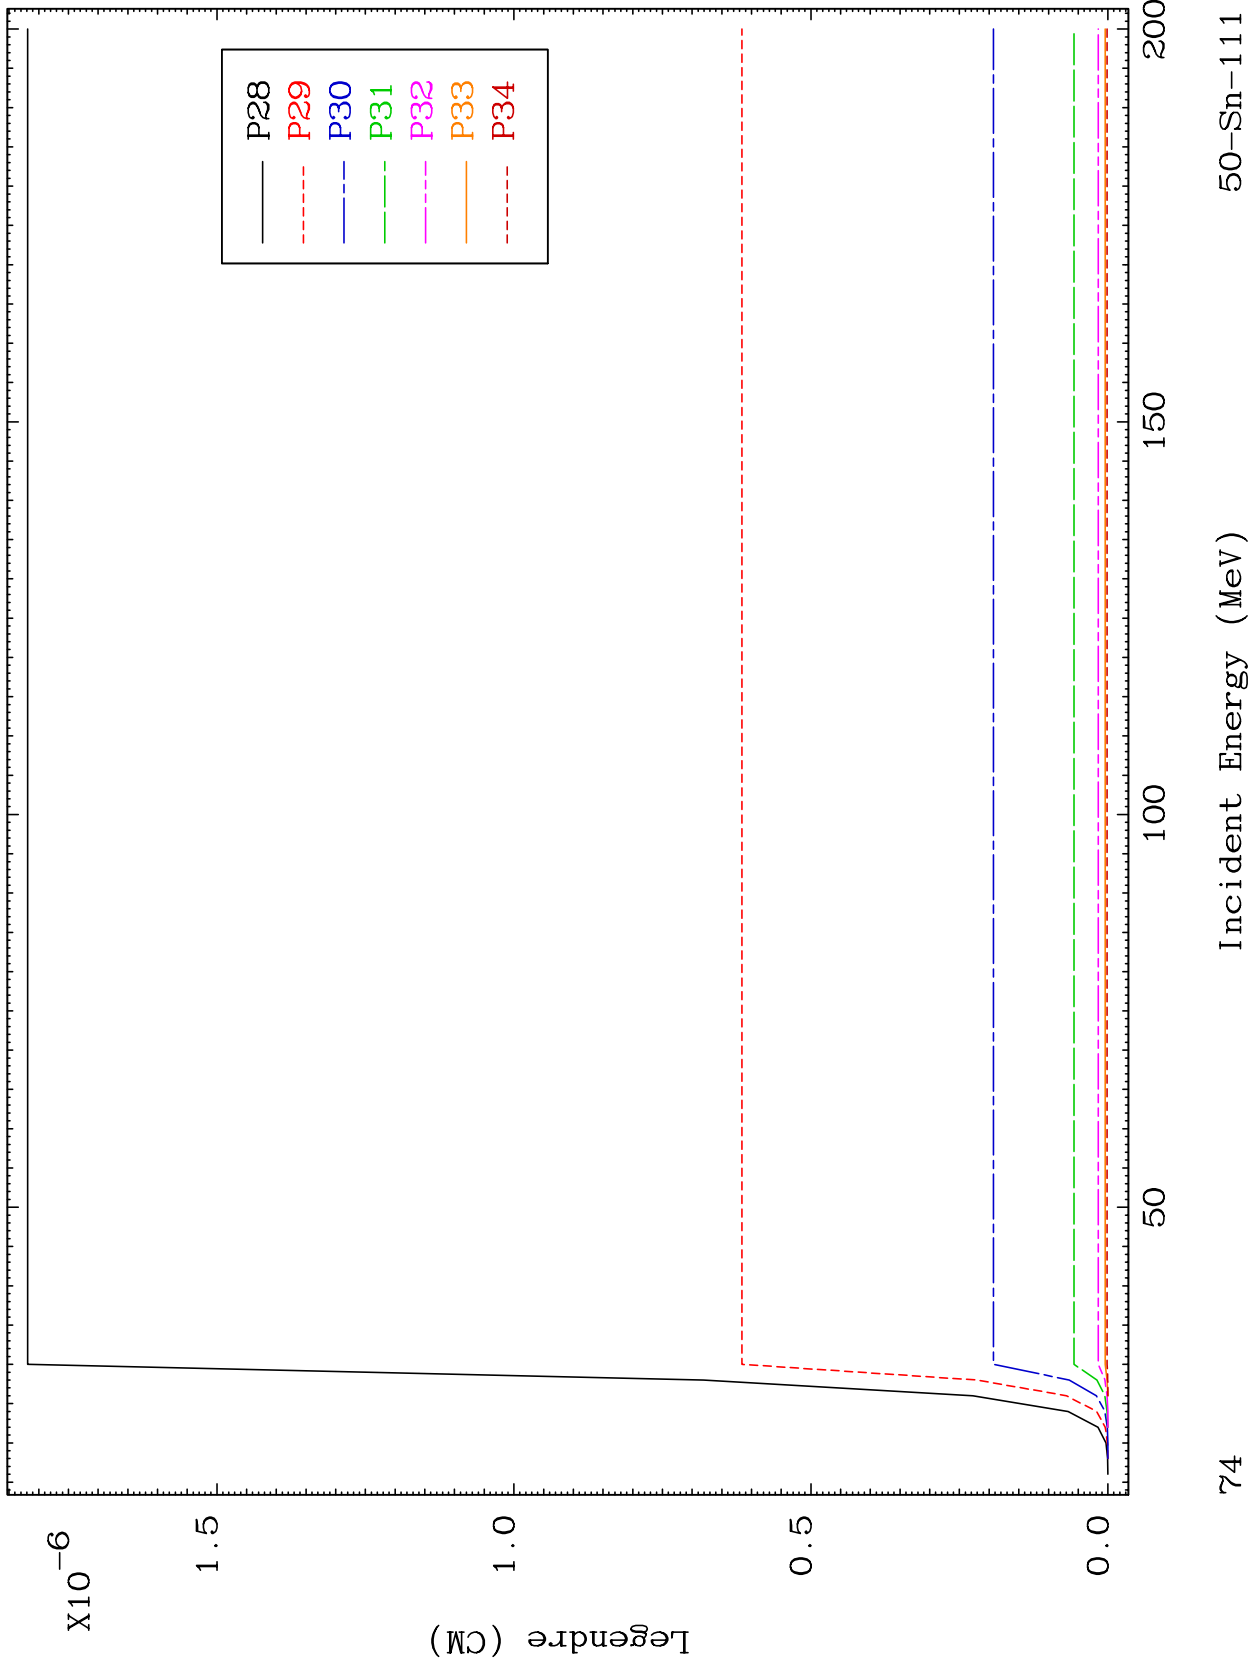 X10-6
1.5
1.0
0.5
0.0
Legendre (CM)
P28
P29
P30
P31
P32
P33
P34
50
100
150
200
Incident Energy (MeV)
74
50-Sn-111